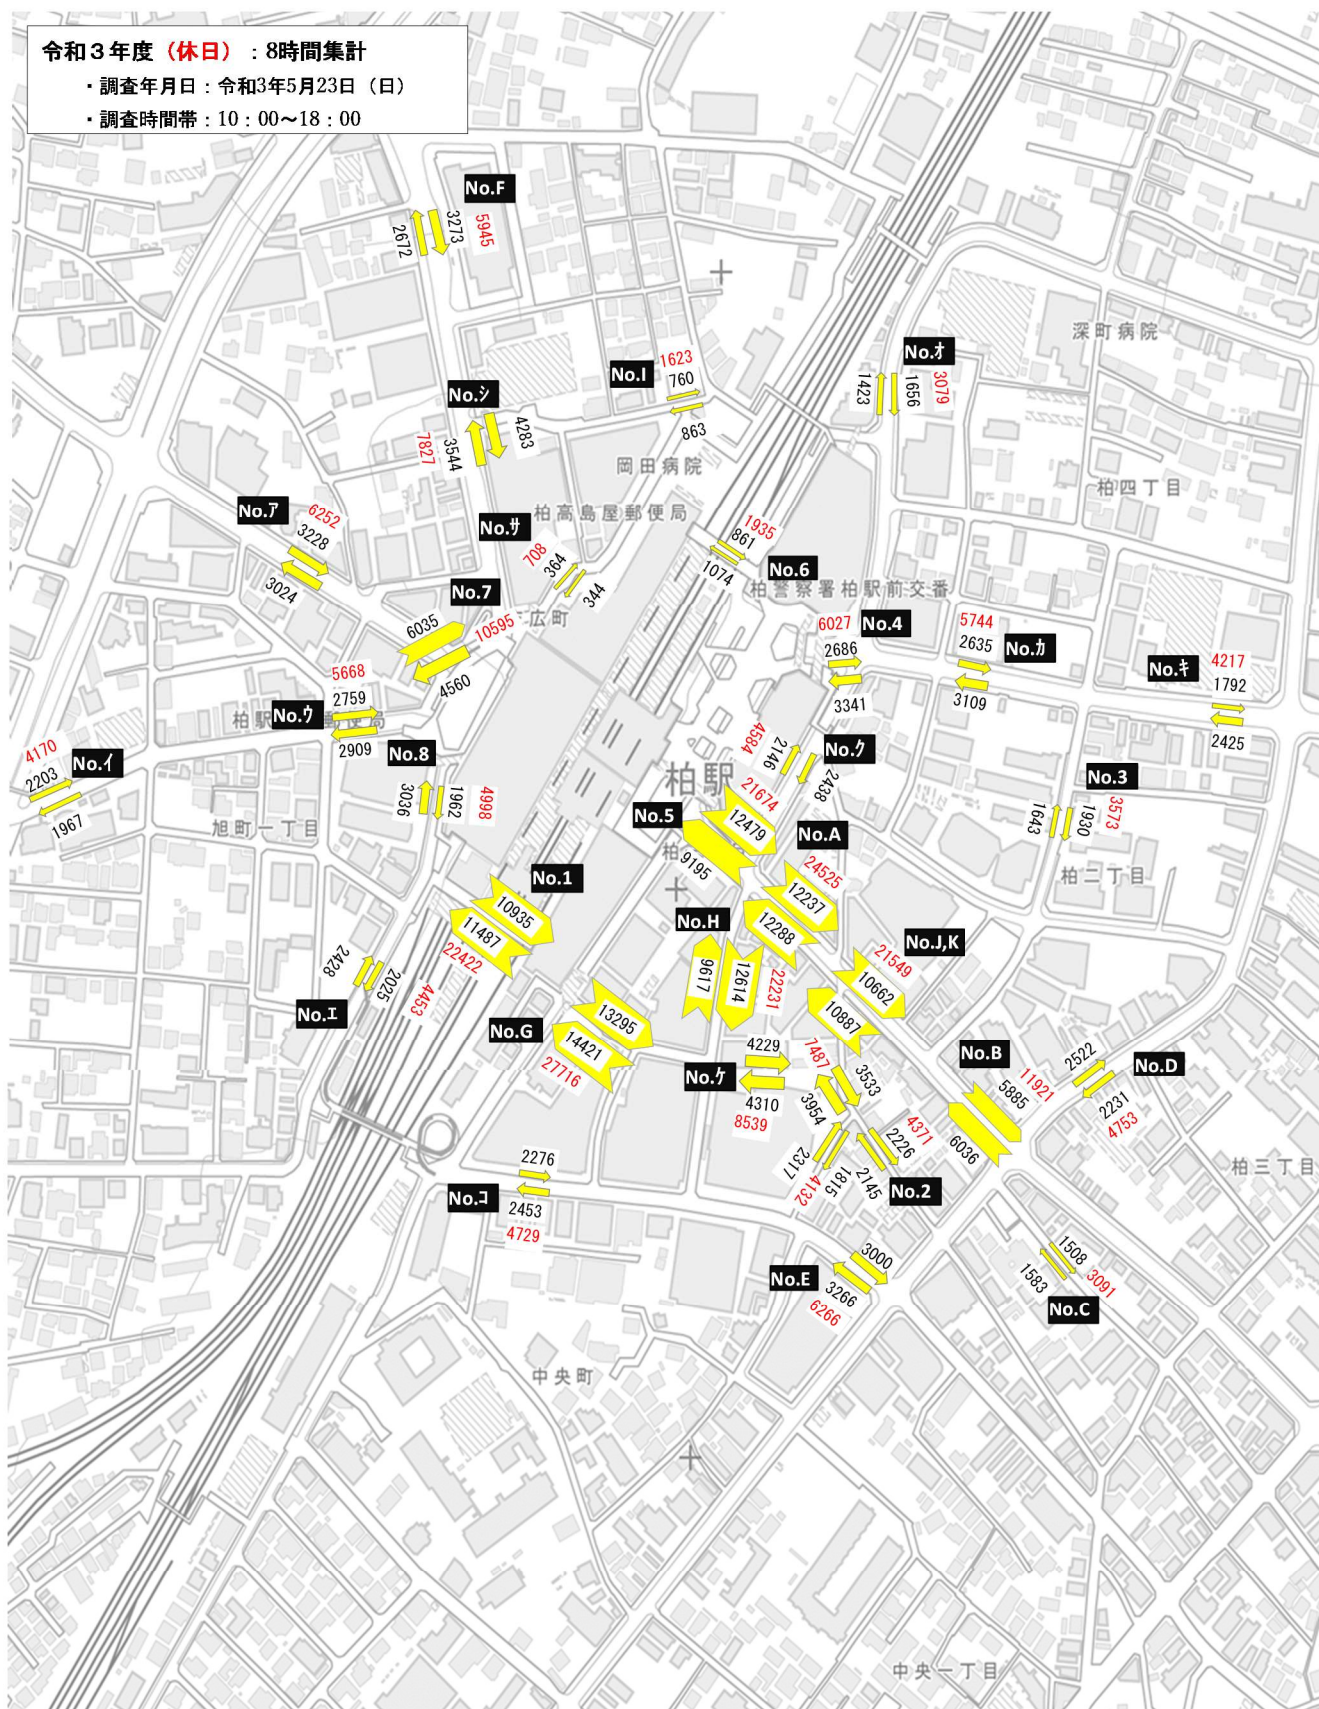 令和３年度（休日）：8時間集計
・調査年月日：令和3年5月23日（日）
・調査時間帯：10：00～18：00
No.F
3273
5945
2672
No.オ
1423
1656
3079
深町病院
No.I
1623
760
863
No.シ
7827
3544
4283
岡田病院
柏四丁目
No.ア
6252
3228
3024
No.サ
柏高島屋郵便局
708
364
344
1935
861
1074
No.6
柏警察署柏駅前交番
No.7
6035
10595
4560
広町
6027
No.4
2686
3341
5744
No.カ
2635
3109
No.キ
4217
1792
2425
5668
2759
No.ウ
2909
No.8
3036
1962
4998
4170
2203
No.イ
1967
旭町一丁目
4584
2146
No.ク
2438
柏駅
21674
No.5
12479
9195
No.A
24525
12237
12288
No.3
1643
1930
3573
柏二丁目
No.1
10935
11487
22422
No.H
9617
12614
22231
No.J,K
21549
10662
10887
2428
2025
No.エ
4453
No.G
13295
14421
27716
No.ケ
4229
4310
8539
7487
3533
3954
No.B
11921
5885
6036
2522
No.D
2231
4753
4371
2226
2145
No.2
2317
1815
4132
柏三丁目
2276
No.コ
2453
4729
3000
No.E
3266
6266
1508
3091
1583
No.C
中央町
中央一丁目